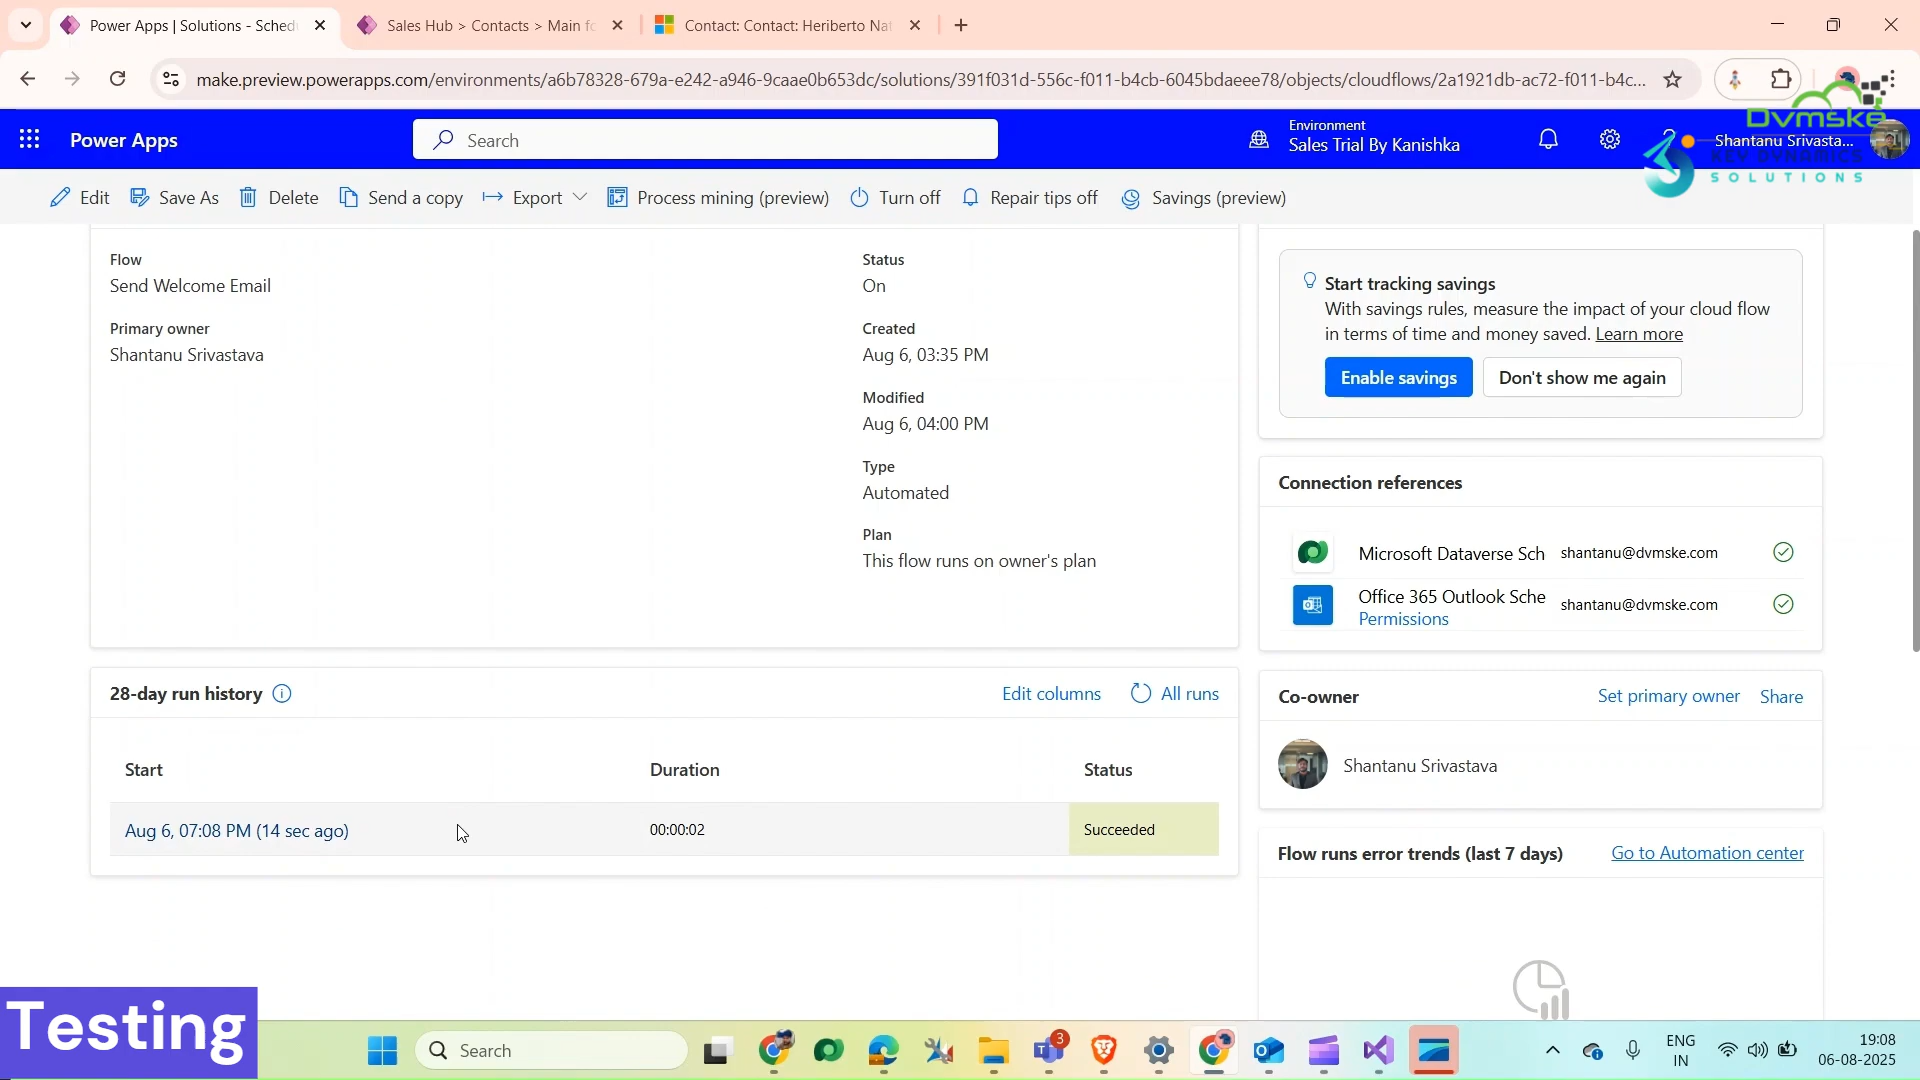 Power Apps | Solutions - Sched
Sales Hub > Contacts > Main fo
Contact: Contact: Heriberto Nat
make.preview.powerapps.com/environments/a6b78328-679a-e242-a946-9caae0b653dc/solutions/391f031d-556c-f011-b4cb-6045bdaeee78/objects/cloudflows/2a1921db-ac72-f011-b4c...
Power Apps
Search
Environment
Sales Trial By Kanishka
Shantanu Srivasta...
Dvmske
KEY DYNAMICS
SOLUTIONS
Edit
Save As
Delete
Send a copy
Export
Process mining (preview)
Turn off
Repair tips off
Savings (preview)
Flow
Send Welcome Email
Primary owner
Shantanu Srivastava
Status
On
Created
Aug 6, 03:35 PM
Modified
Aug 6, 04:00 PM
Type
Automated
Plan
This flow runs on owner's plan
Start tracking savings
With savings rules, measure the impact of your cloud flow
in terms of time and money saved. Learn more
Enable savings
Don't show me again
Connection references
Microsoft Dataverse Sch
shantanu@dvmske.com
Office 365 Outlook Sche
shantanu@dvmske.com
Permissions
28-day run history
Edit columns
All runs
Start
Duration
Status
Aug 6, 07:08 PM (14 sec ago)
00:00:02
Succeeded
Co-owner
Set primary owner
Share
Shantanu Srivastava
Flow runs error trends (last 7 days)
Go to Automation center
Testing
Search
3
ENG
IN
19:08
06-08-2025